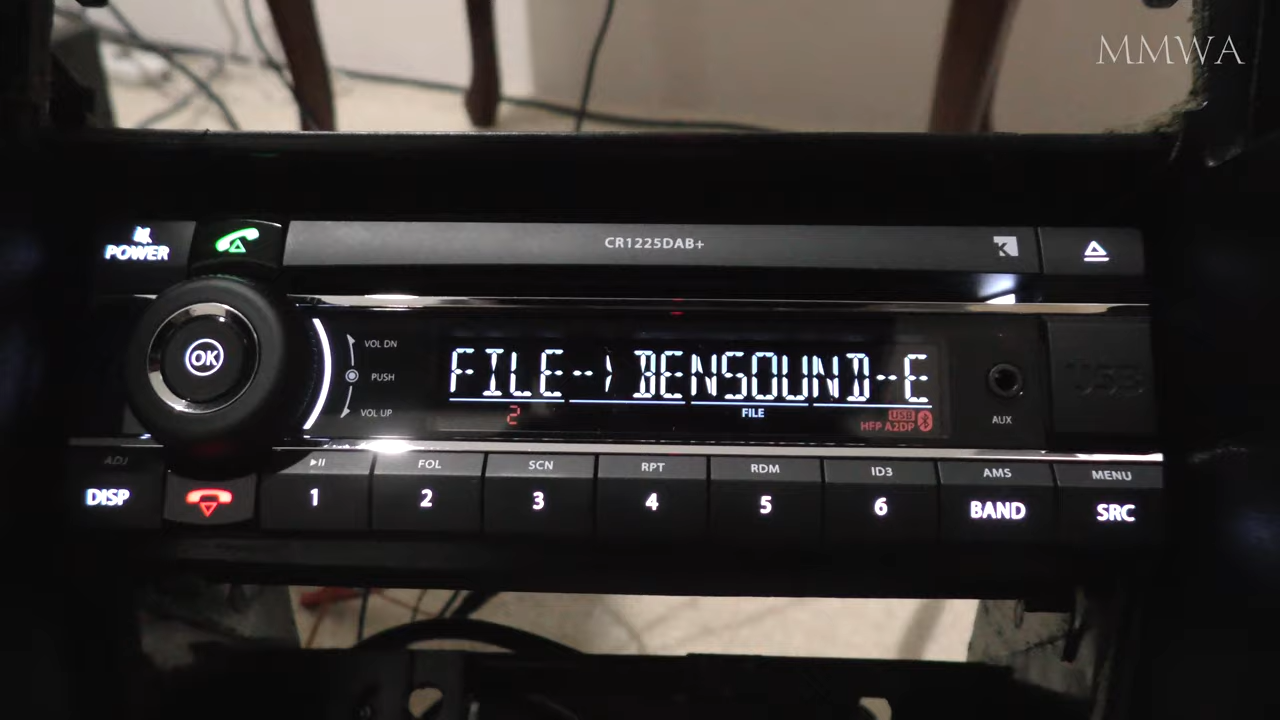 MMWA
POWER
CR1225DAB+
K
OK
VOL DN
PUSH
VOL UP
FILE--> BENSOUND-E
2
FILE
USB
HFP A2DP
AUX
USB
ADJ
DISP
1
FOL
2
SCN
3
RPT
4
RDM
5
ID3
6
AMS
BAND
MENU
SRC